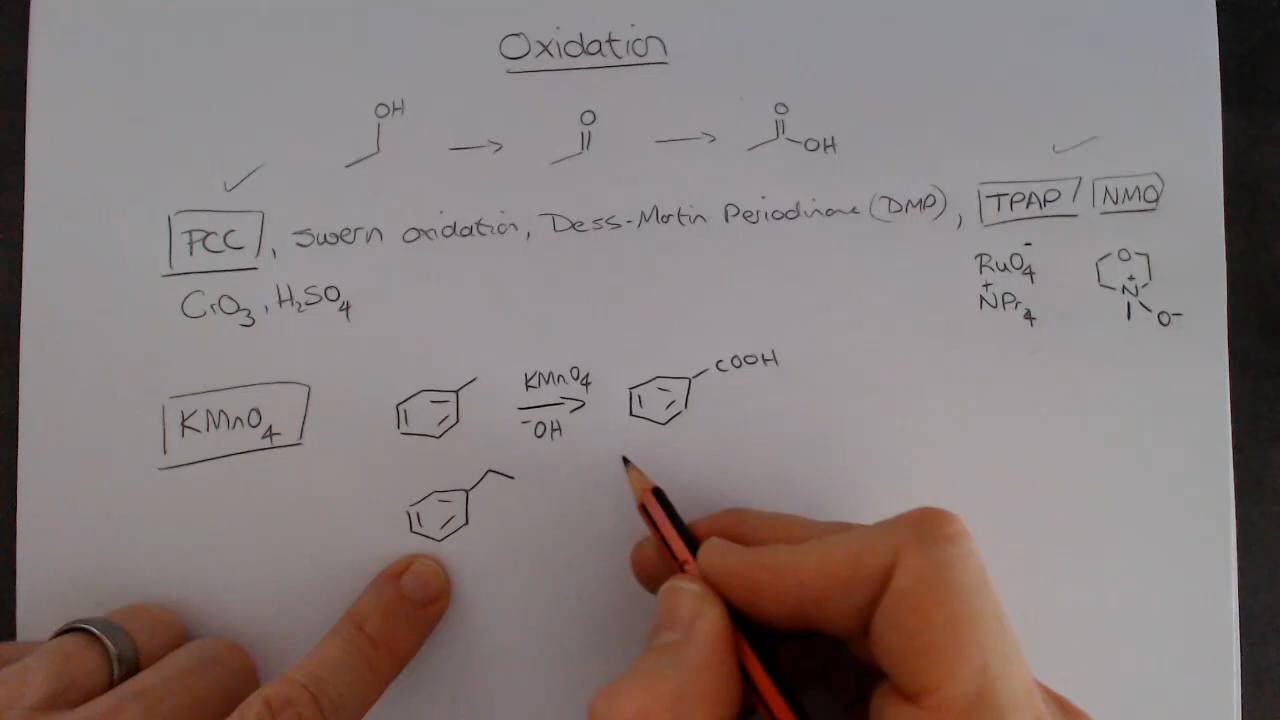 Oxidation
OH
O
O
OH
PCC, Swern oxidation, Dess-Martin Periodinane (DMP), TPAP/NMO
CrO3, H2SO4
RuO4-
+NPr4
O
N+
O-
KMnO4
KMnO4
-OH
COOH